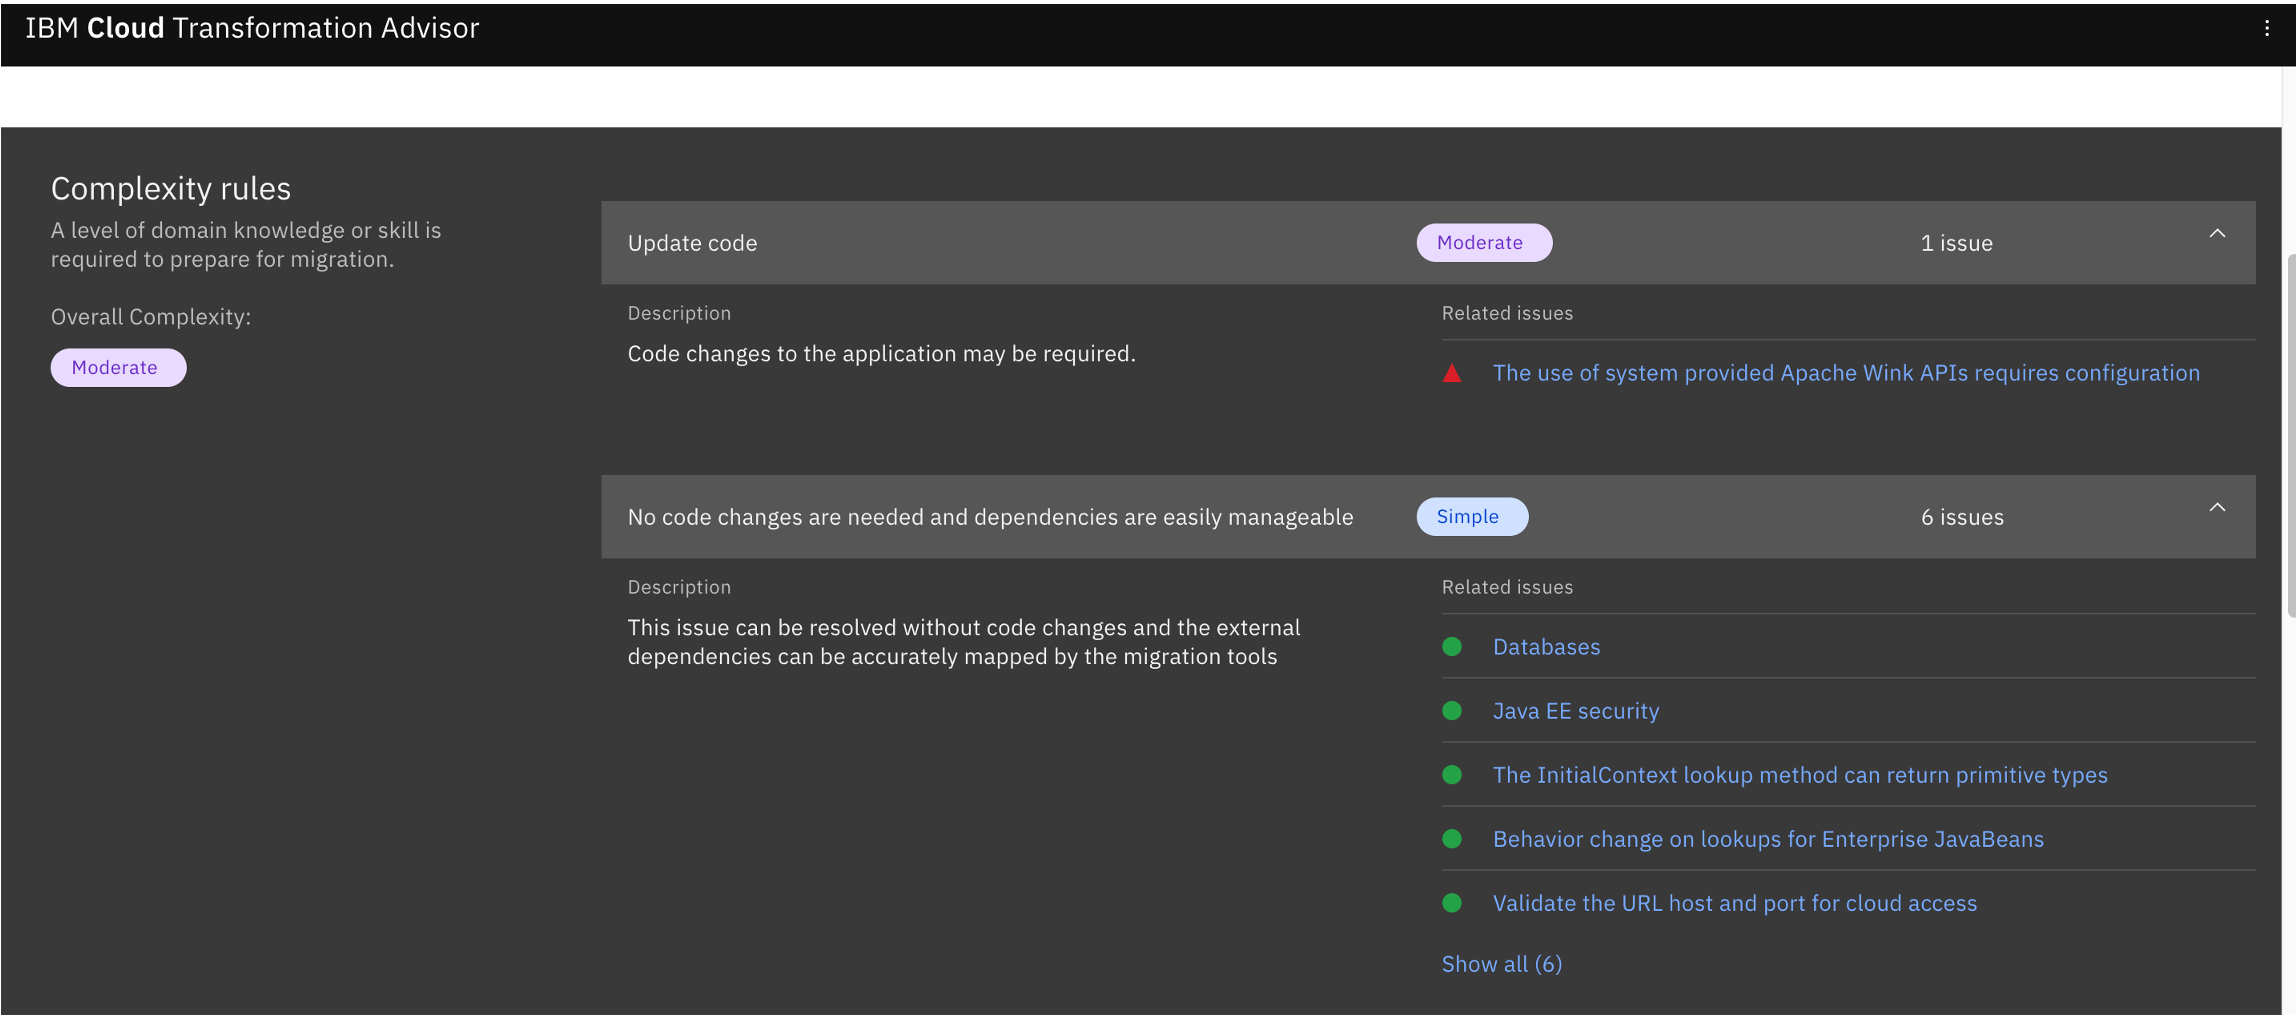 IBM Cloud Transformation Advisor
Complexity rules
A level of domain knowledge or skill is
required to prepare for migration.
Overall Complexity:
Moderate
Update code
Moderate
1 issue
Description
Code changes to the application may be required.
Related issues
The use of system provided Apache Wink APIs requires configuration
No code changes are needed and dependencies are easily manageable
Simple
6 issues
Description
This issue can be resolved without code changes and the external
dependencies can be accurately mapped by the migration tools
Related issues
Databases
Java EE security
The InitialContext lookup method can return primitive types
Behavior change on lookups for Enterprise JavaBeans
Validate the URL host and port for cloud access
Show all (6)